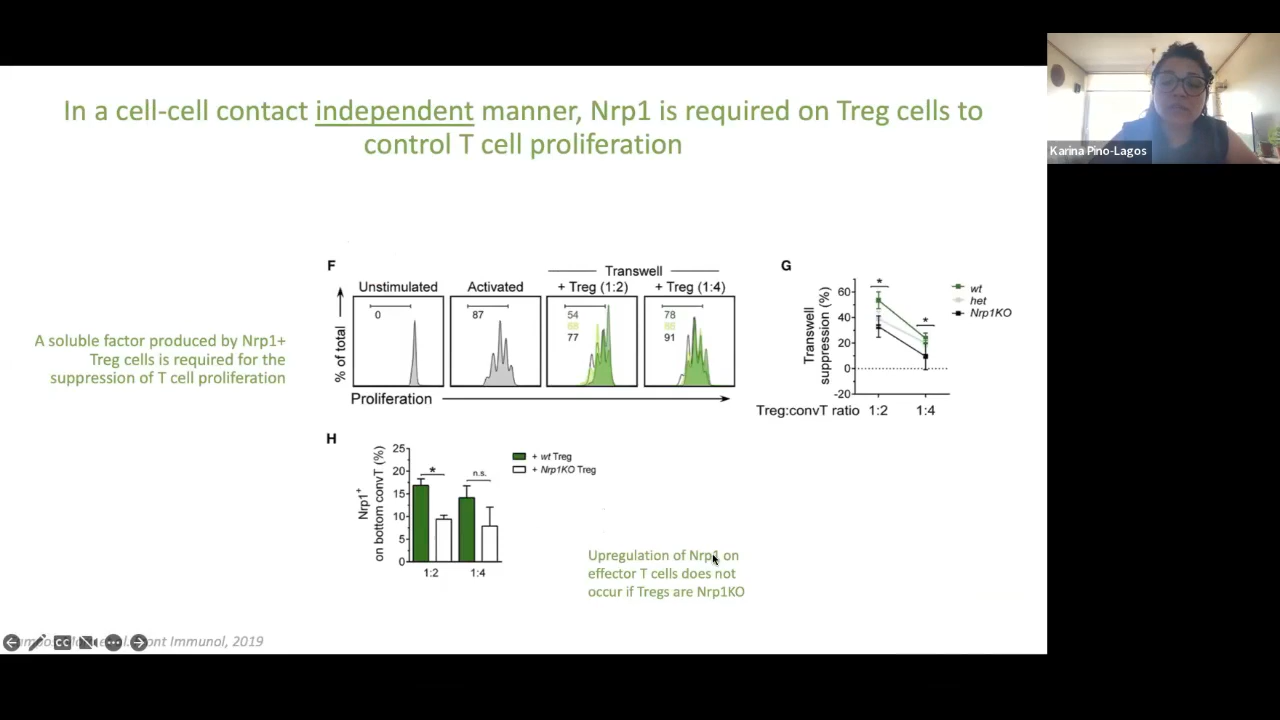 In a cell-cell contact independent manner, Nrp1 is required on Treg cells to
control T cell proliferation
Karina Pino-Lagos
A soluble factor produced by Nrp1+
Treg cells is required for the
suppression of T cell proliferation
F
Transwell
Unstimulated
Activated
+ Treg (1:2)
+ Treg (1:4)
% of total
0
87
54
68
77
78
91
Proliferation
G
Transwell
suppression (%)
60
40
20
0
-20
Treg:convT ratio 1:2 1:4
* *
wt
het
Nrp1KO
H
Nrp1+
on bottom convT (%)
25
20
15
10
5
0
* n.s.
1:2 1:4
+ wt Treg
+ Nrp1KO Treg
Upregulation of Nrp1 on
effector T cells does not
occur if Tregs are Nrp1KO
CC
Immunol, 2019